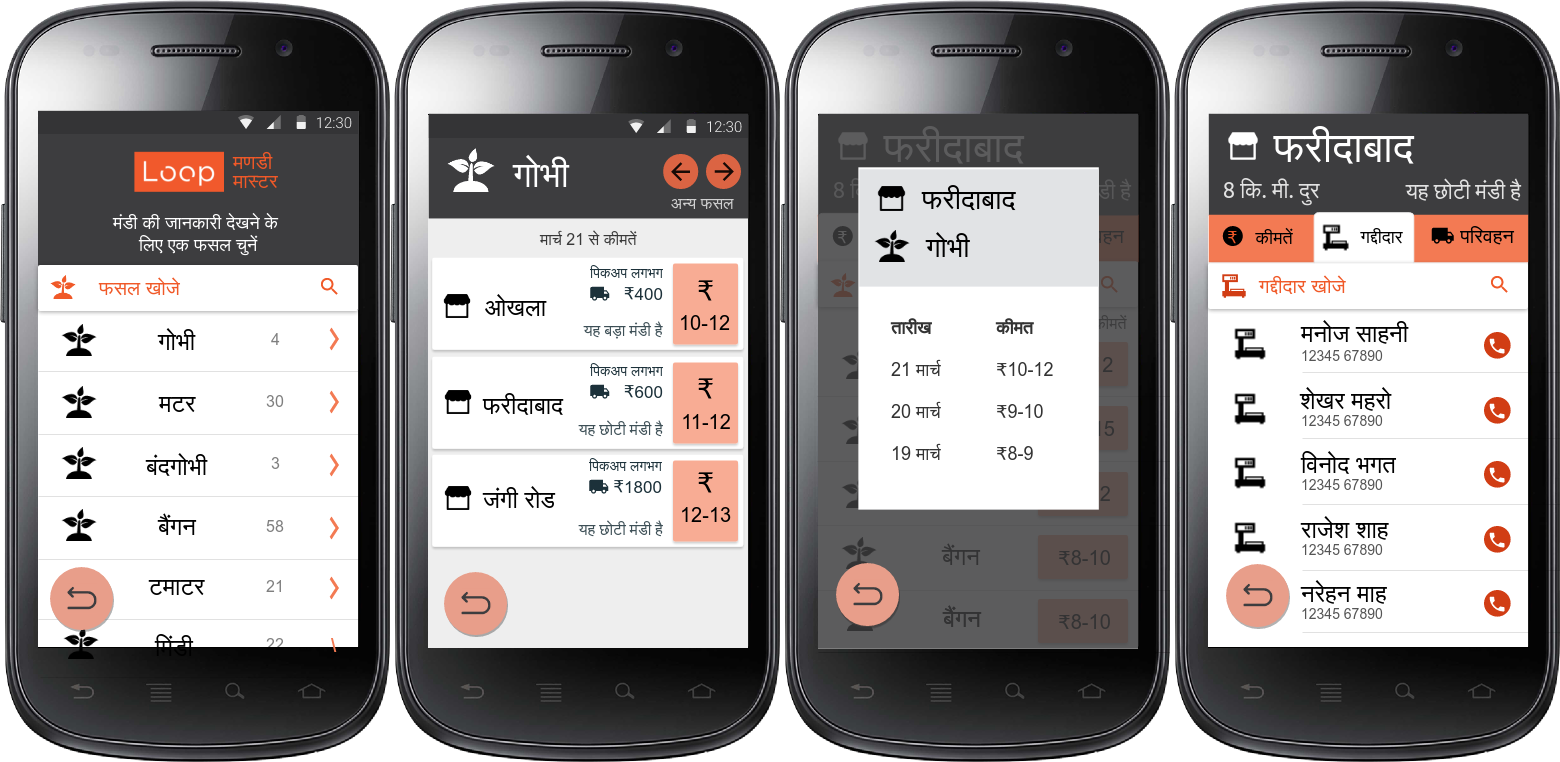 12:30
Loop
मणडी
मास्टर
मंडी की जानकारी देखने के
लिए एक फसल चुनें
फसल खोजे
गोभी 4
मटर 30
बंदगोभी 3
बैंगन 58
टमाटर 21
भिंडी 22
12:30
गोभी
अन्य फसल
मार्च 21 से कीमतें
पिकअप लगभग
ओखला ₹400
यह बड़ा मंडी है
₹
10-12
पिकअप लगभग
फरीदाबाद ₹600
यह छोटी मंडी है
₹
11-12
पिकअप लगभग
जंगी रोड ₹1800
यह छोटी मंडी है
₹
12-13
फरीदाबाद
फरीदाबाद
गोभी
तारीख कीमत
21 मार्च ₹10-12
20 मार्च ₹9-10
19 मार्च ₹8-9
बैंगन ₹8-10
बैंगन ₹8-10
फरीदाबाद
8 कि. मी. दुर यह छोटी मंडी है
कीमतें गद्दीदार परिवहन
गद्दीदार खोजे
मनोज साहनी
12345 67890
शेखर महरो
12345 67890
विनोद भगत
12345 67890
राजेश शाह
12345 67890
नरेहन माह
12345 67890